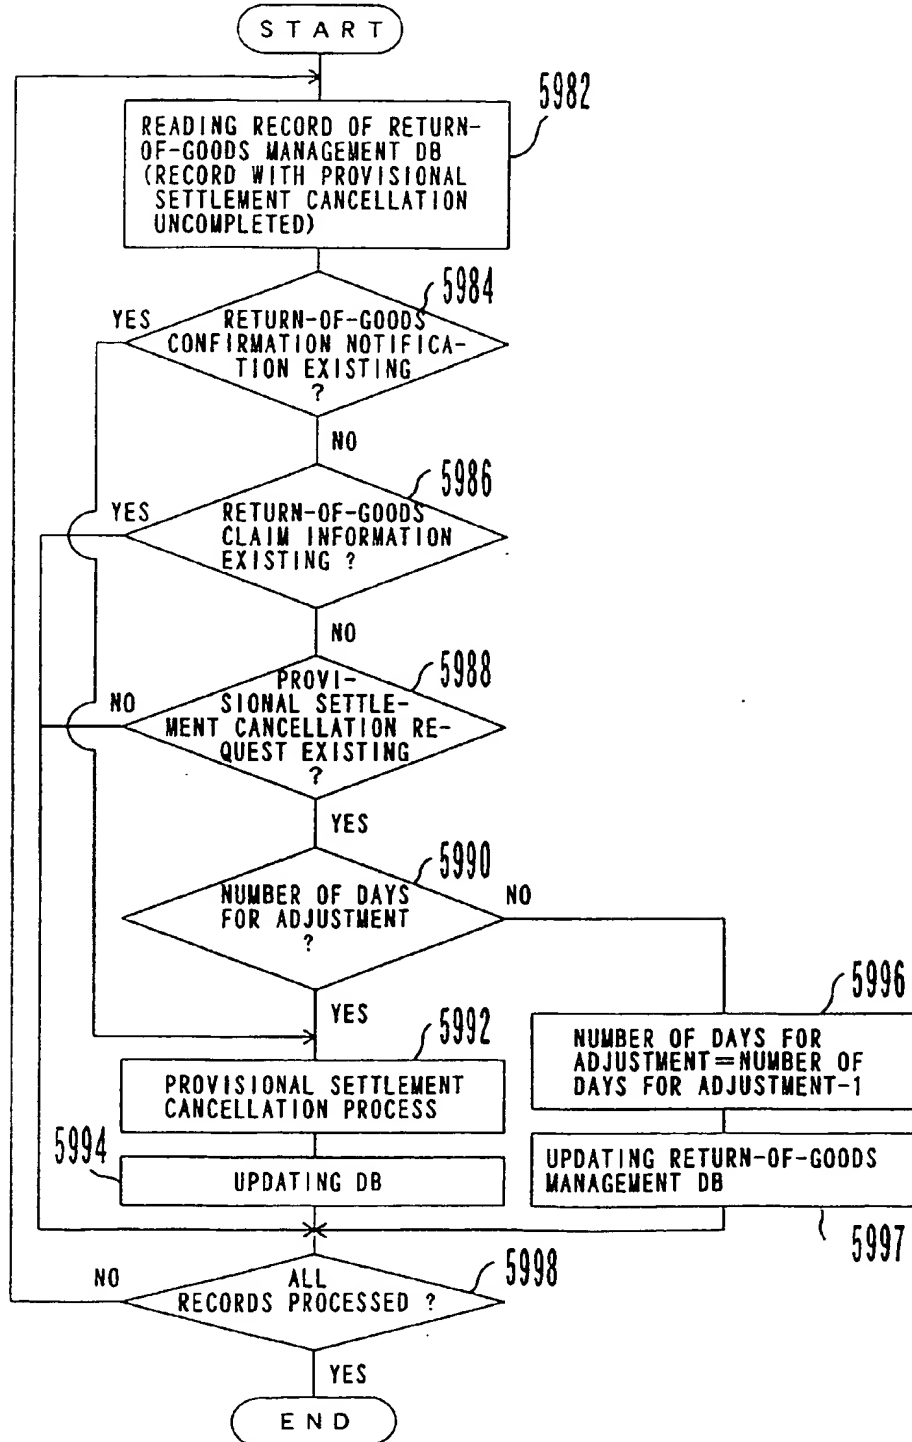 START
5982
READING RECORD OF RETURN-
OF-GOODS MANAGEMENT DB
(RECORD WITH PROVISIONAL
SETTLEMENT CANCELLATION
UNCOMPLETED)
5984
YES
RETURN-OF-GOODS
CONFIRMATION NOTIFICA-
TION EXISTING
?
NO
5986
YES
RETURN-OF-GOODS
CLAIM INFORMATION
EXISTING ?
NO
5988
NO
PROVI-
SIONAL SETTLE-
MENT CANCELLATION RE-
QUEST EXISTING
?
YES
5990
NO
NUMBER OF DAYS
FOR ADJUSTMENT
?
YES
5992
PROVISIONAL SETTLEMENT
CANCELLATION PROCESS
5994
UPDATING DB
5996
NUMBER OF DAYS FOR
ADJUSTMENT=NUMBER OF
DAYS FOR ADJUSTMENT-1
UPDATING RETURN-OF-GOODS
MANAGEMENT DB
5997
5998
NO
ALL
RECORDS PROCESSED ?
YES
END